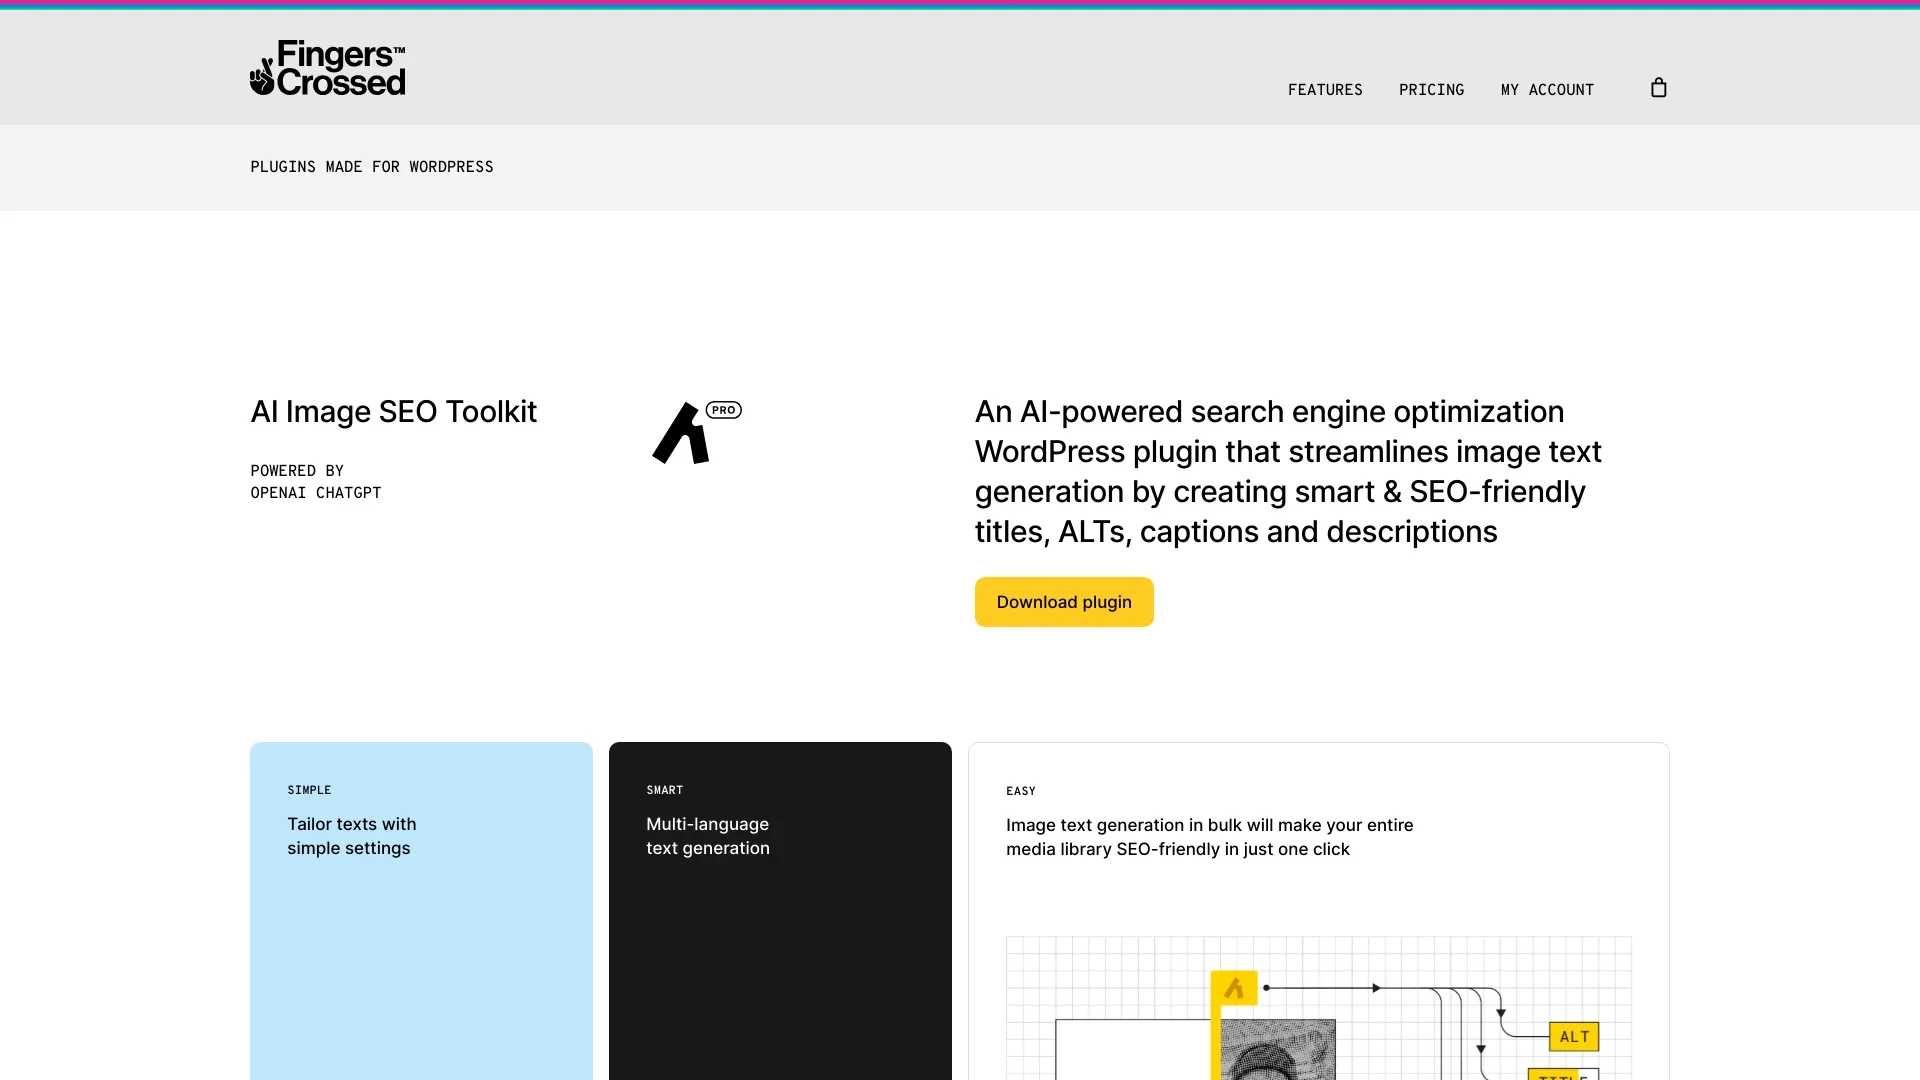 Fingers™
Crossed
FEATURES
PRICING
MY ACCOUNT
PLUGINS MADE FOR WORDPRESS
AI Image SEO Toolkit
POWERED BY
OPENAI CHATGPT
PRO
An AI-powered search engine optimization
WordPress plugin that streamlines image text
generation by creating smart & SEO-friendly
titles, ALTs, captions and descriptions
Download plugin
SIMPLE
Tailor texts with
simple settings
SMART
Multi-language
text generation
EASY
Image text generation in bulk will make your entire
media library SEO-friendly in just one click
ALT
TITLE